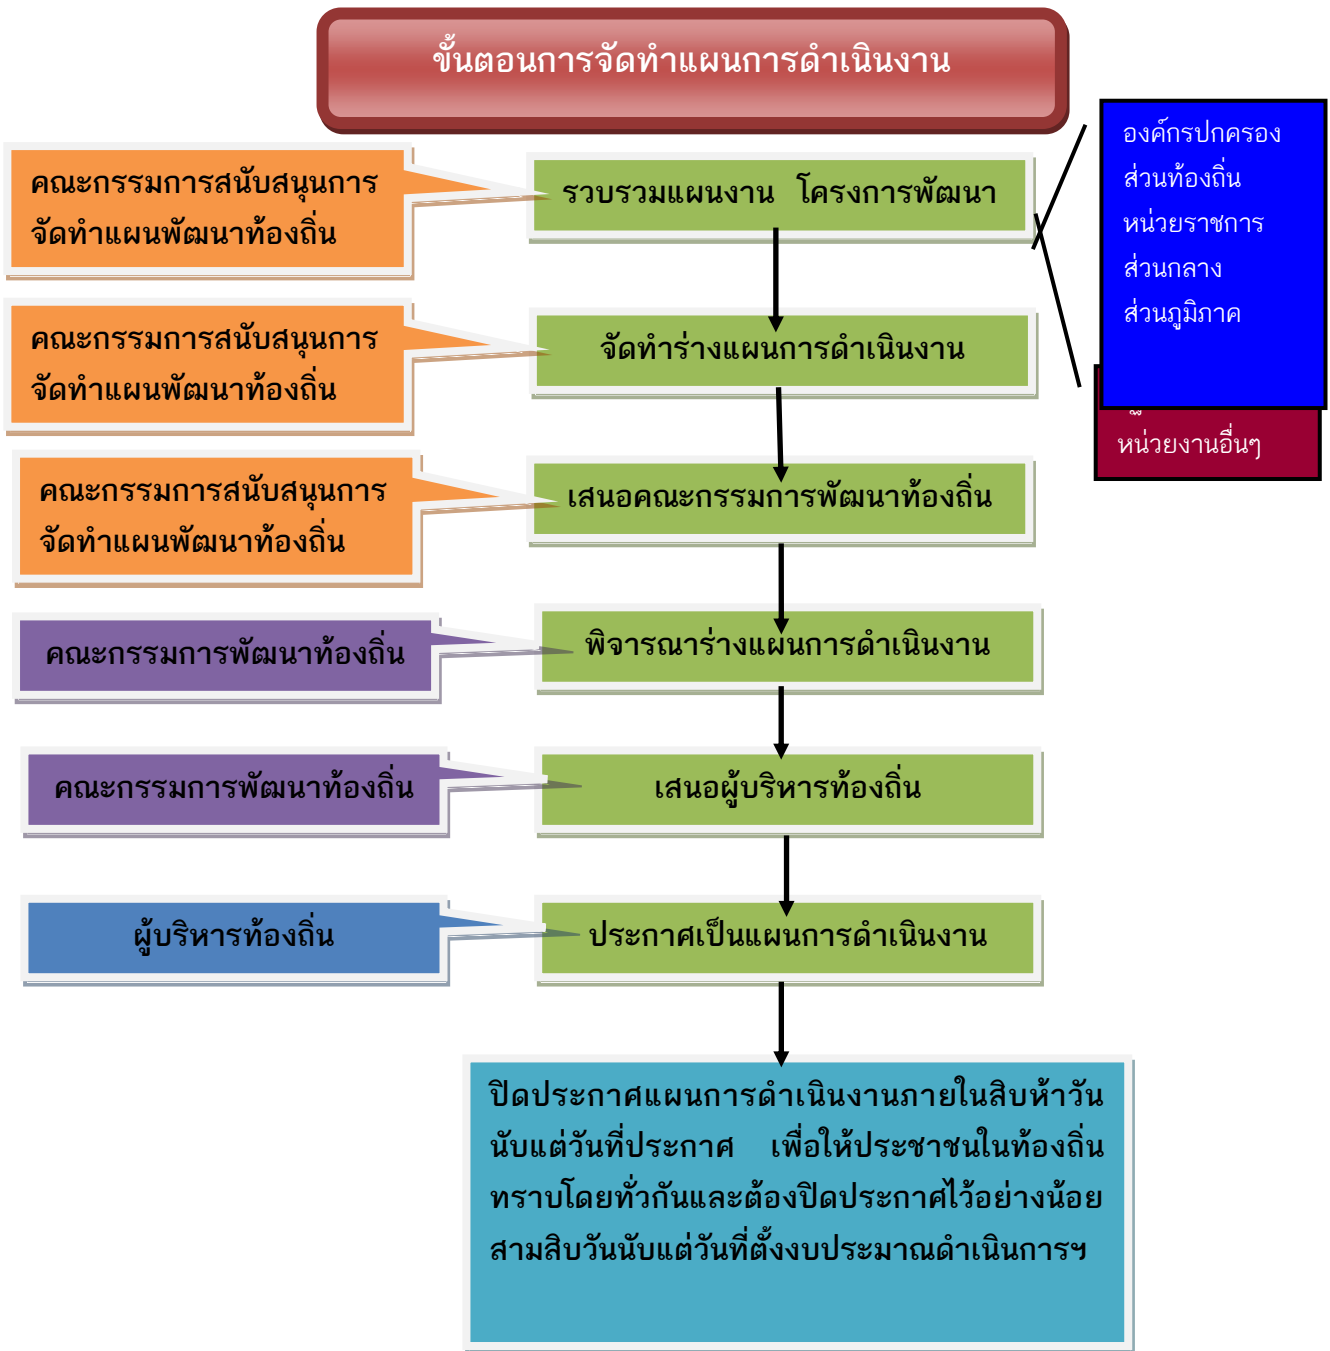 ขั้นตอนการจัดทำแผนการดำเนินงาน
องค์กรปกครอง
ส่วนท้องถิ่น
หน่วยราชการ
ส่วนกลาง
ส่วนภูมิภาค
หน่วยงานอื่นๆ
คณะกรรมการสนับสนุนการ
จัดทำแผนพัฒนาท้องถิ่น
รวบรวมแผนงาน โครงการพัฒนา
คณะกรรมการสนับสนุนการ
จัดทำแผนพัฒนาท้องถิ่น
จัดทำร่างแผนการดำเนินงาน
คณะกรรมการสนับสนุนการ
จัดทำแผนพัฒนาท้องถิ่น
เสนอคณะกรรมการพัฒนาท้องถิ่น
คณะกรรมการพัฒนาท้องถิ่น
พิจารณาร่างแผนการดำเนินงาน
คณะกรรมการพัฒนาท้องถิ่น
เสนอผู้บริหารท้องถิ่น
ผู้บริหารท้องถิ่น
ประกาศเป็นแผนการดำเนินงาน
ปิดประกาศแผนการดำเนินงานภายในสิบห้าวัน
นับแต่วันที่ประกาศ เพื่อให้ประชาชนในท้องถิ่น
ทราบโดยทั่วกันและต้องปิดประกาศไว้อย่างน้อย
สามสิบวันนับแต่วันที่ตั้งงบประมาณดำเนินการฯ